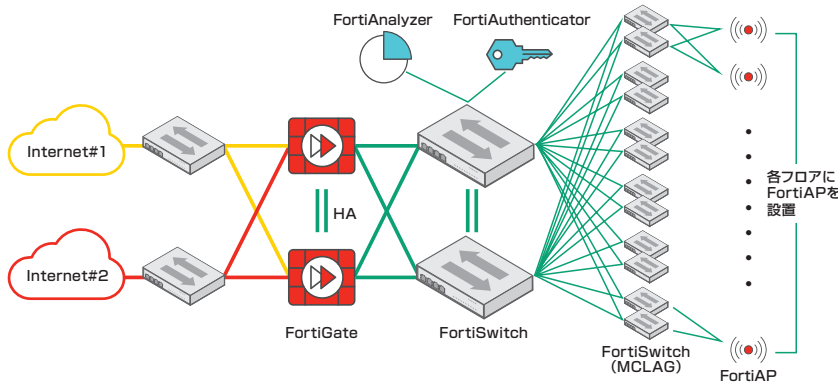 FortiAnalyzer
FortiAuthenticator
Internet#1
Internet#2
HA
FortiGate
FortiSwitch
FortiSwitch
(MCLAG)
FortiAP
各フロアに
FortiAPを
設置